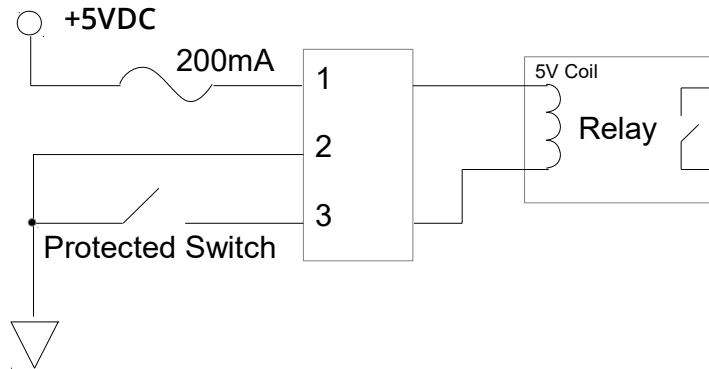 +5VDC
200mA
1
5V Coil
Relay
2
3
Protected Switch